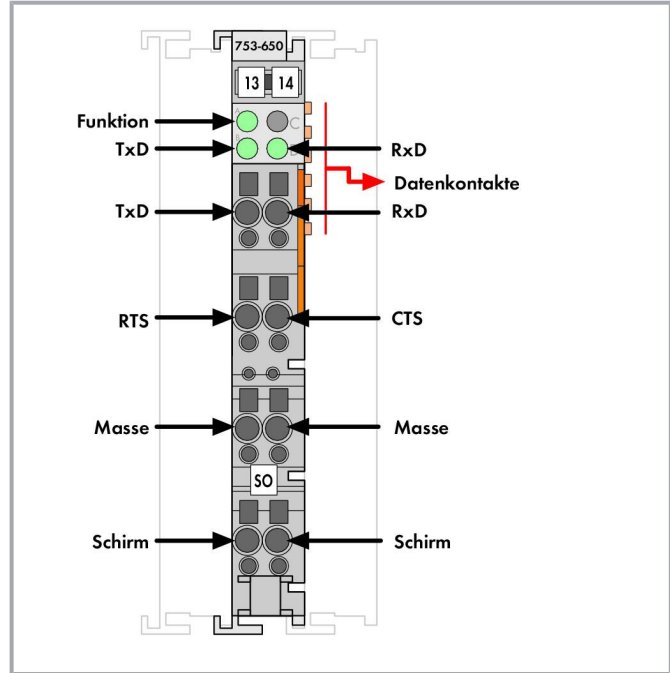 753-650
13 14
A C
Funktion
TxD RxD
Datenkontakte
TxD RxD
RTS CTS
Masse Masse
SO
Schirm Schirm